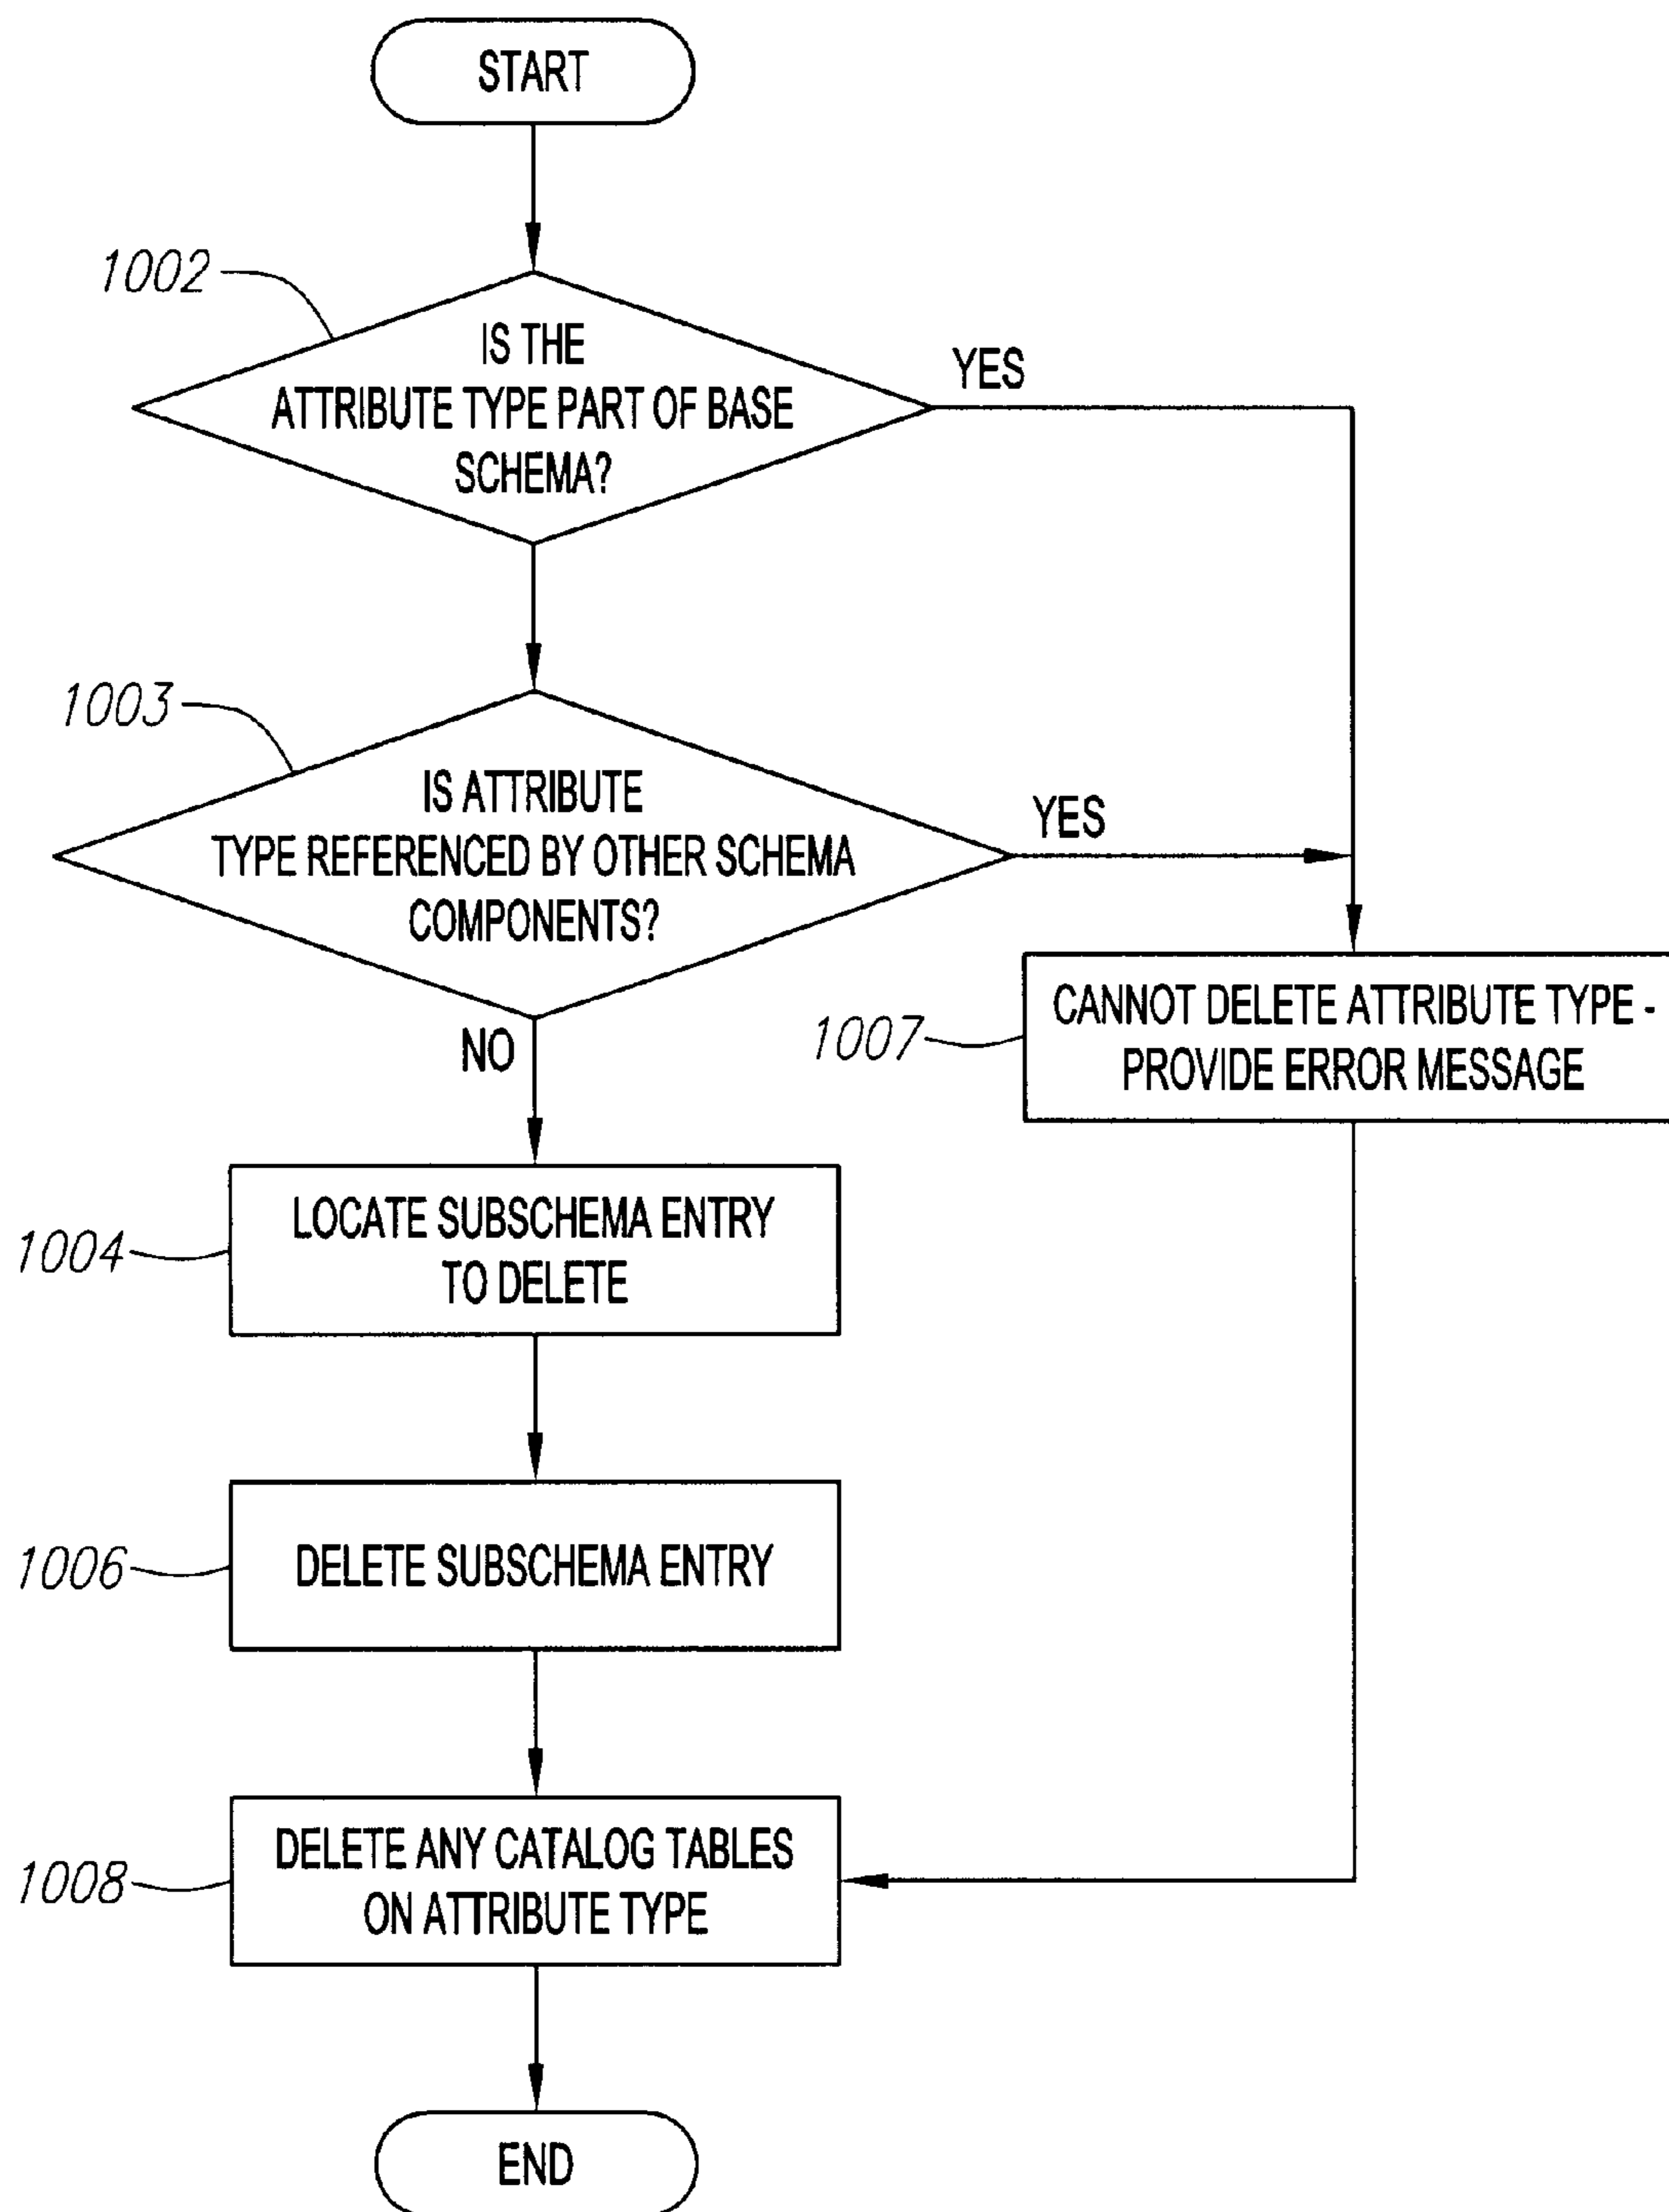 START
1002
IS THE
ATTRIBUTE TYPE PART OF BASE
SCHEMA?
YES
1003
IS ATTRIBUTE
TYPE REFERENCED BY OTHER SCHEMA
COMPONENTS?
YES
NO
1007
CANNOT DELETE ATTRIBUTE TYPE -
PROVIDE ERROR MESSAGE
1004
LOCATE SUBSCHEMA ENTRY
TO DELETE
1006
DELETE SUBSCHEMA ENTRY
1008
DELETE ANY CATALOG TABLES
ON ATTRIBUTE TYPE
END